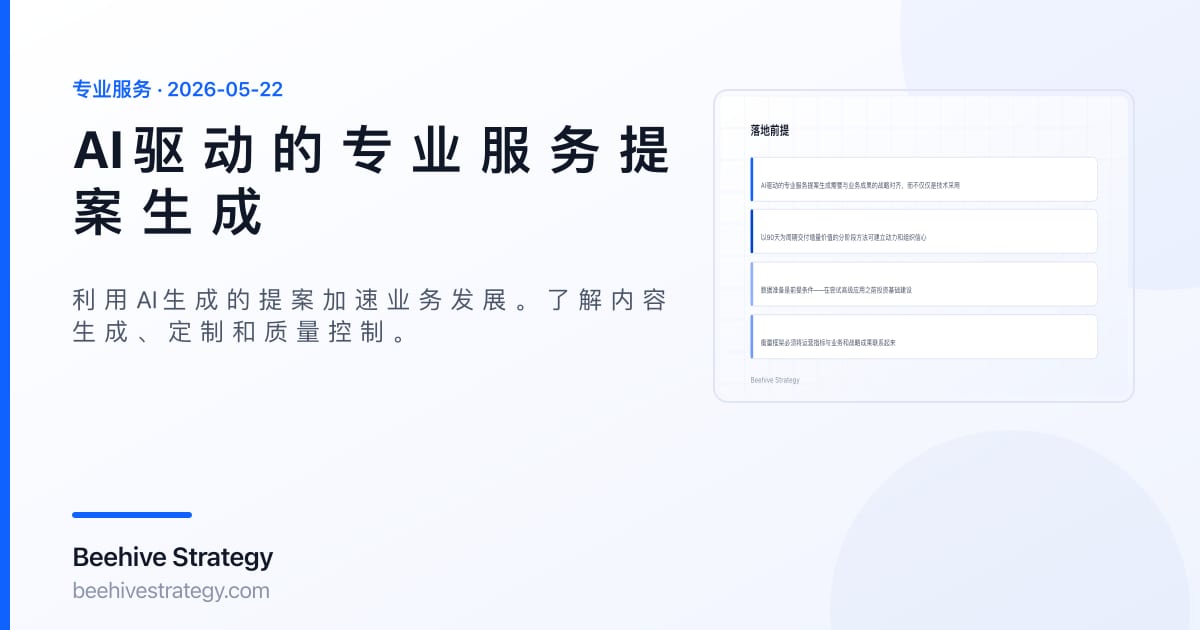 专业服务 · 2026-05-22
AI驱动的专业服务提
案生成
利用AI生成的提案加速业务发展。了解内容
生成、定制和质量控制。
落地前提
AI驱动的专业服务提案生成需要与业务成果的战略对齐，而不仅仅是技术采用
以90天为周期交付增量价值的分阶段方法可建立动力和组织信心
数据准备是前提条件——在尝试高级应用之前投资基础建设
衡量框架必须将运营指标与业务和战略成果联系起来
Beehive Strategy
Beehive Strategy
beehivestrategy.com